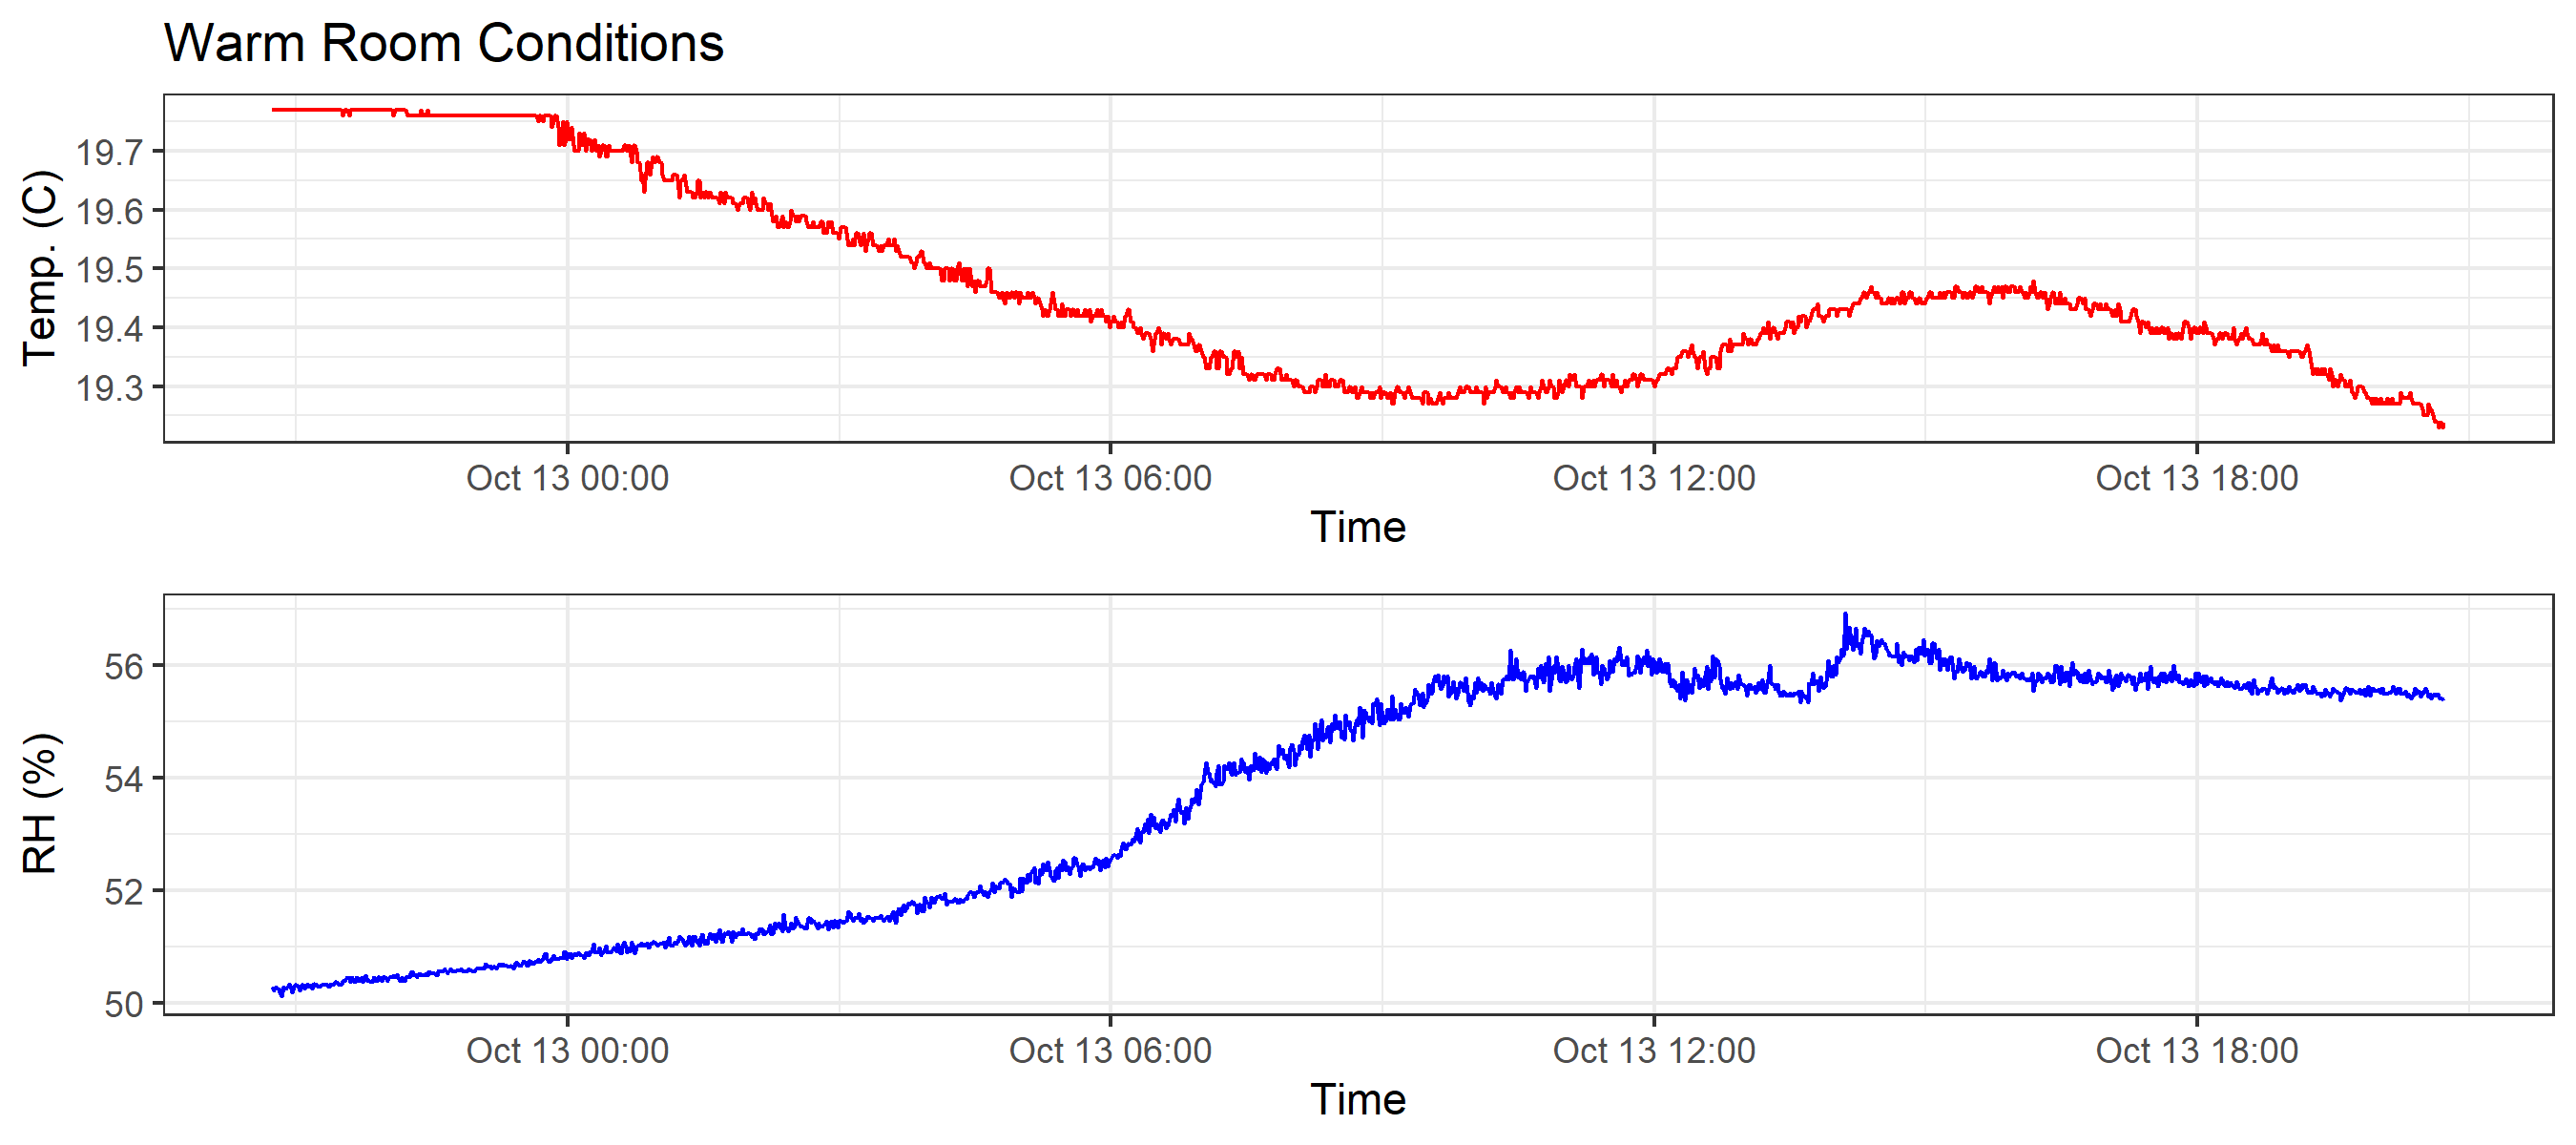 Warm Room Conditions
Temp. (C)
19.7
19.6
19.5
19.4
19.3
Oct 13 00:00 Oct 13 06:00 Oct 13 12:00 Oct 13 18:00
Time
RH (%)
56
54
52
50
Oct 13 00:00 Oct 13 06:00 Oct 13 12:00 Oct 13 18:00
Time